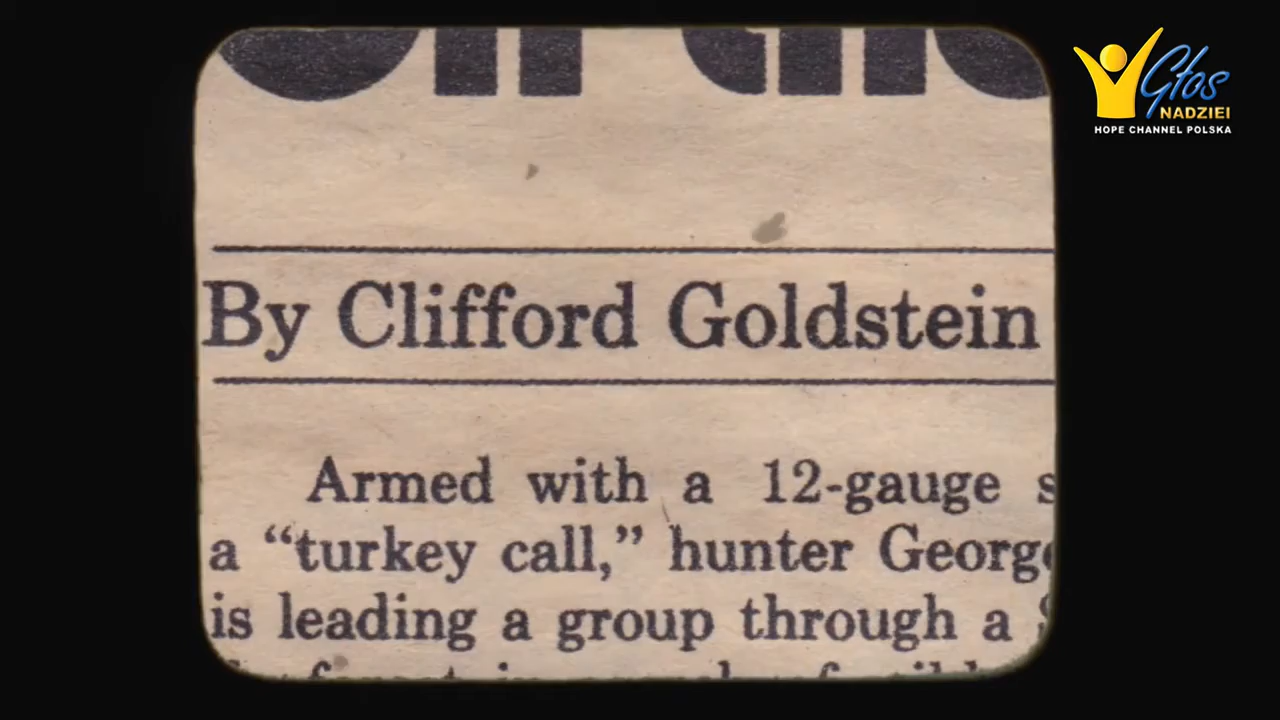 Głos
NADZIEI
HOPE CHANNEL POLSKA
By Clifford Goldstein
Armed with a 12-gauge
a “turkey call,” hunter
is leading a group through a